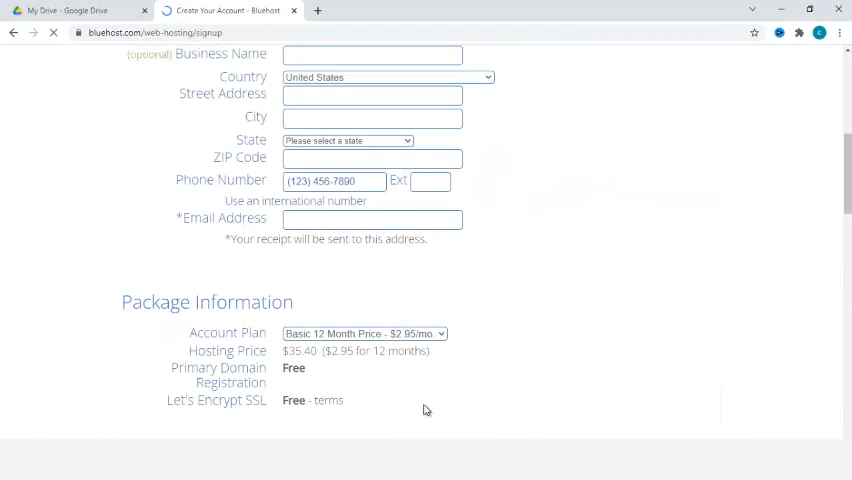 My Drive - Google Drive
Create Your Account - Bluehost
bluehost.com/web-hosting/signup
c
(optional) Business Name
Country United States
Street Address
City
State Please select a state
ZIP Code
Phone Number (123) 456-7890 Ext
Use an international number
*Email Address
*Your receipt will be sent to this address.
Package Information
Account Plan Basic 12 Month Price - $2.95/mo.
Hosting Price $35.40 ($2.95 for 12 months)
Primary Domain Free
Registration
Let's Encrypt SSL Free - terms